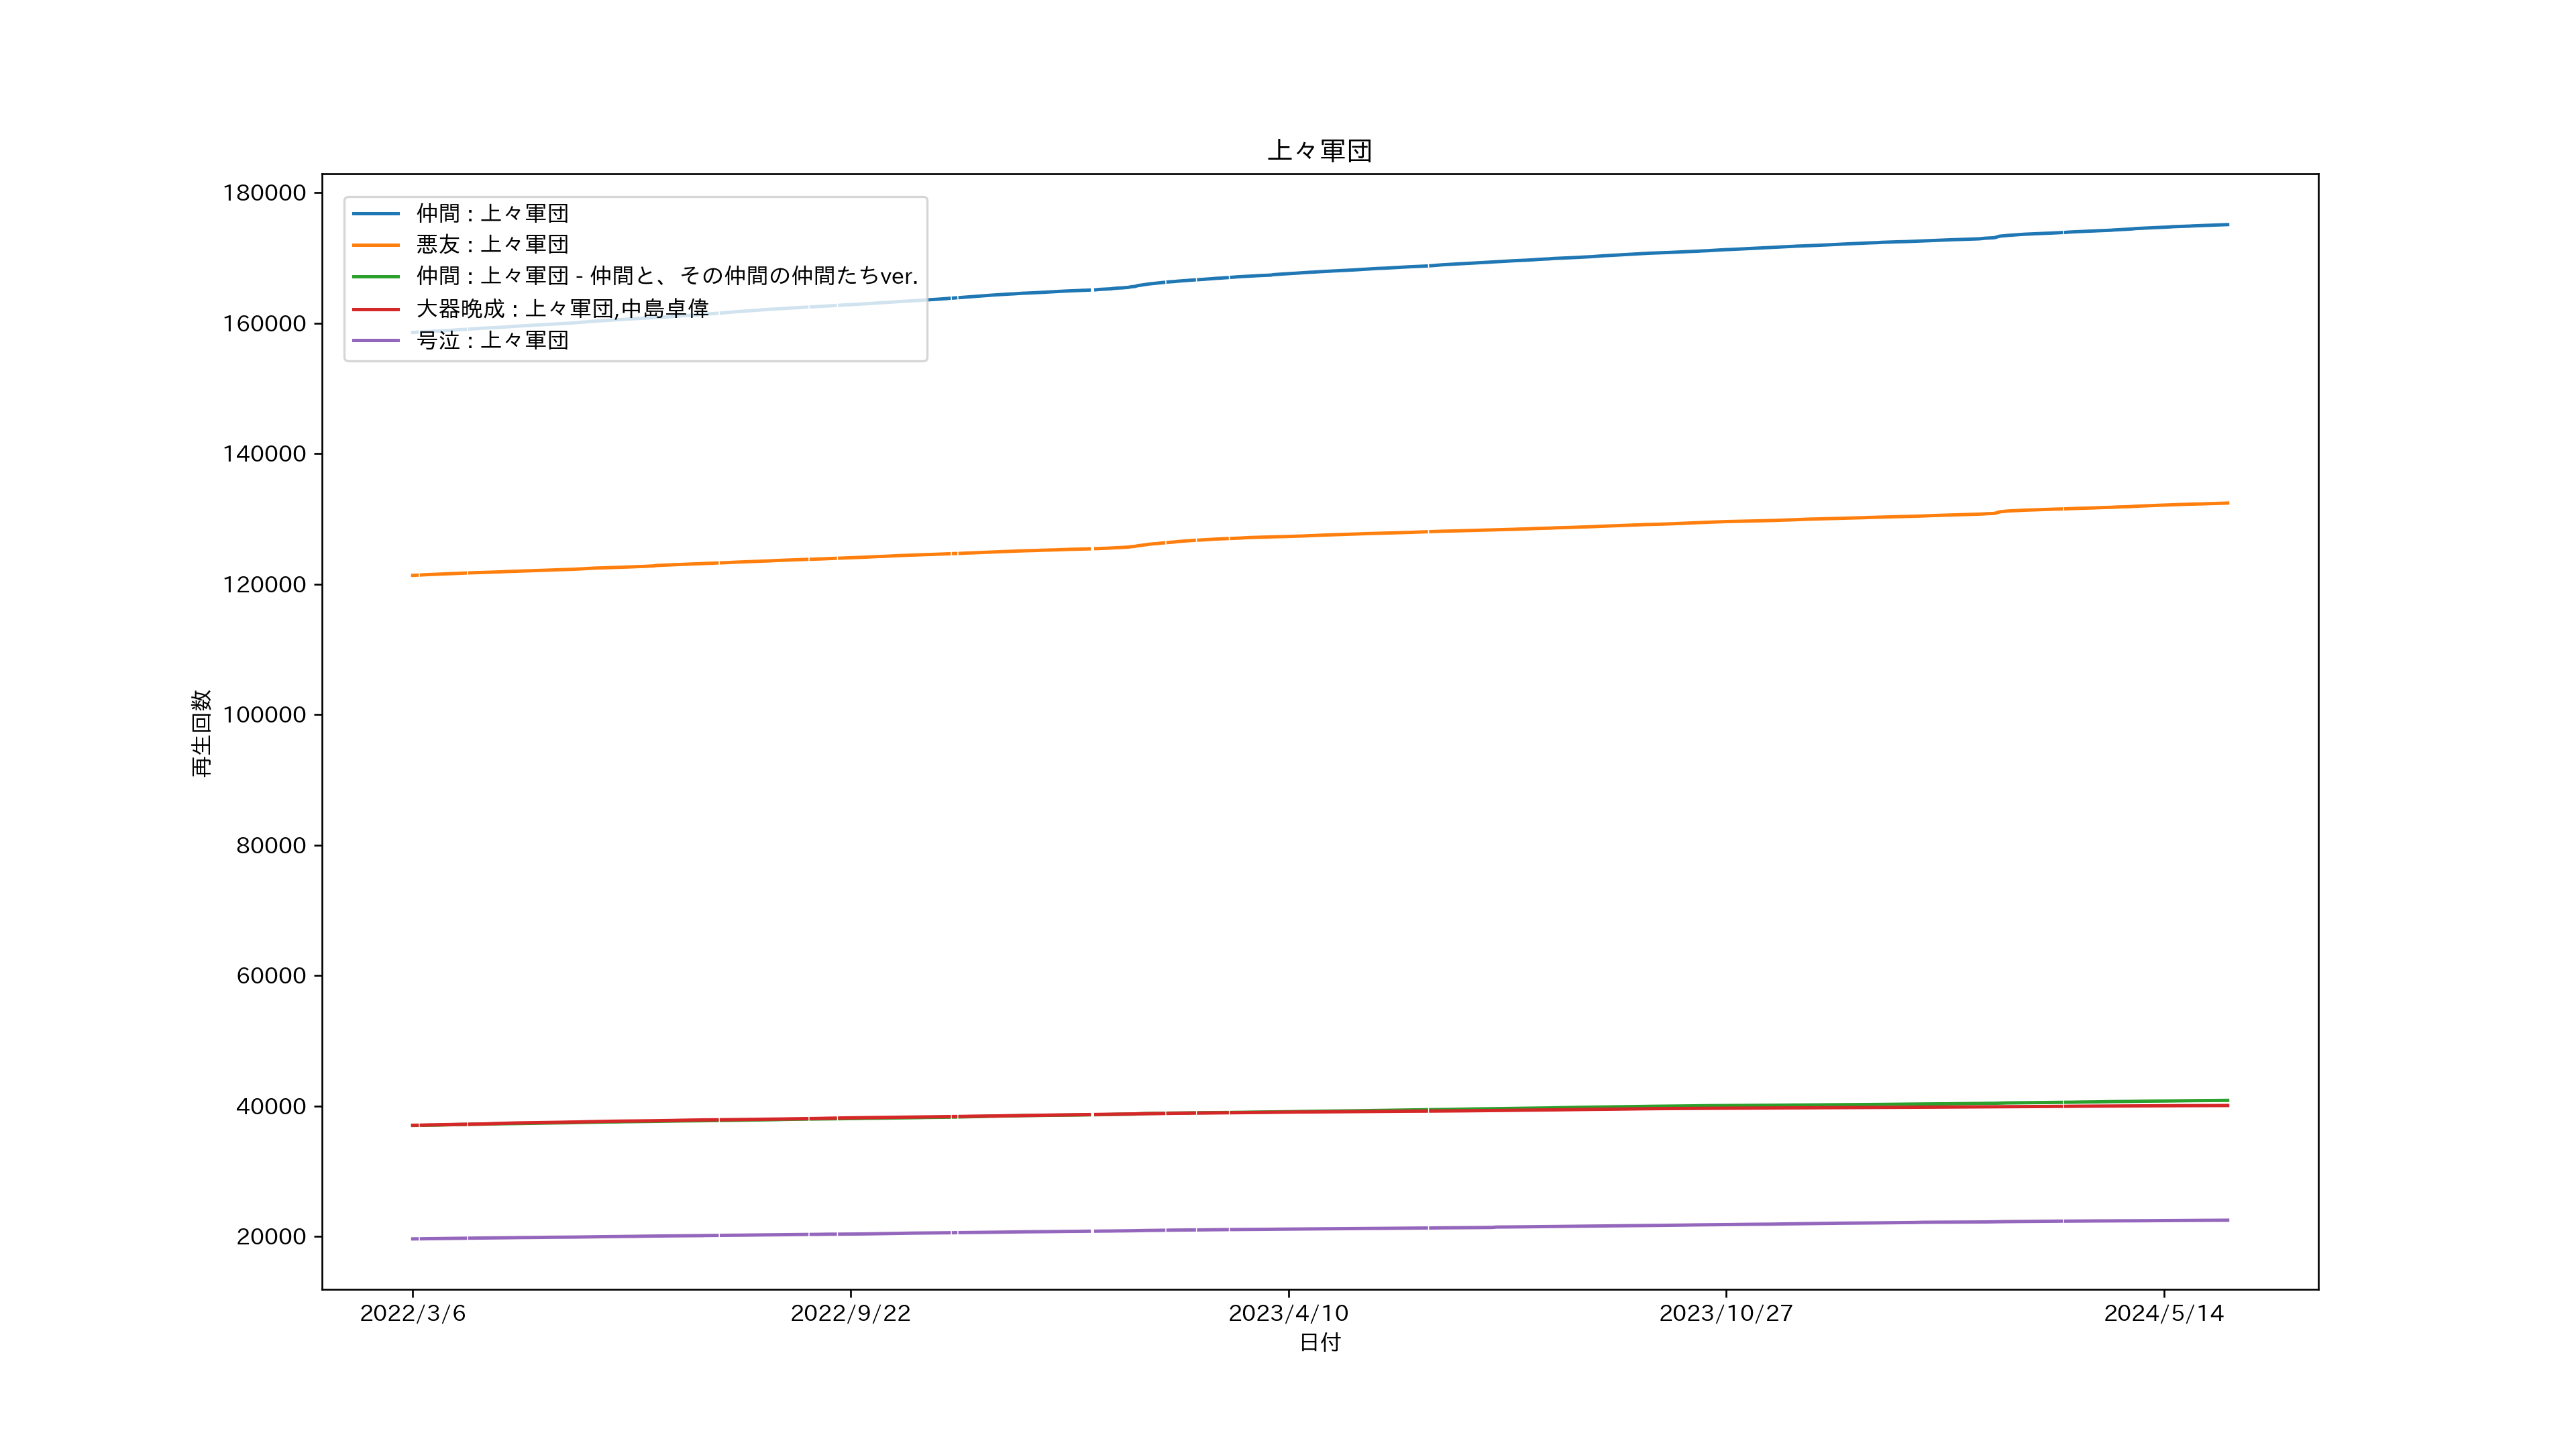 上々軍団
180000
160000
140000
120000
100000
80000
60000
40000
20000
再生回数
仲間 : 上々軍団
悪友 : 上々軍団
仲間 : 上々軍団 - 仲間と、その仲間の仲間たちver.
大器晩成 : 上々軍団,中島卓偉
号泣 : 上々軍団
2022/3/6
2022/9/22
2023/4/10
2023/10/27
2024/5/14
日付